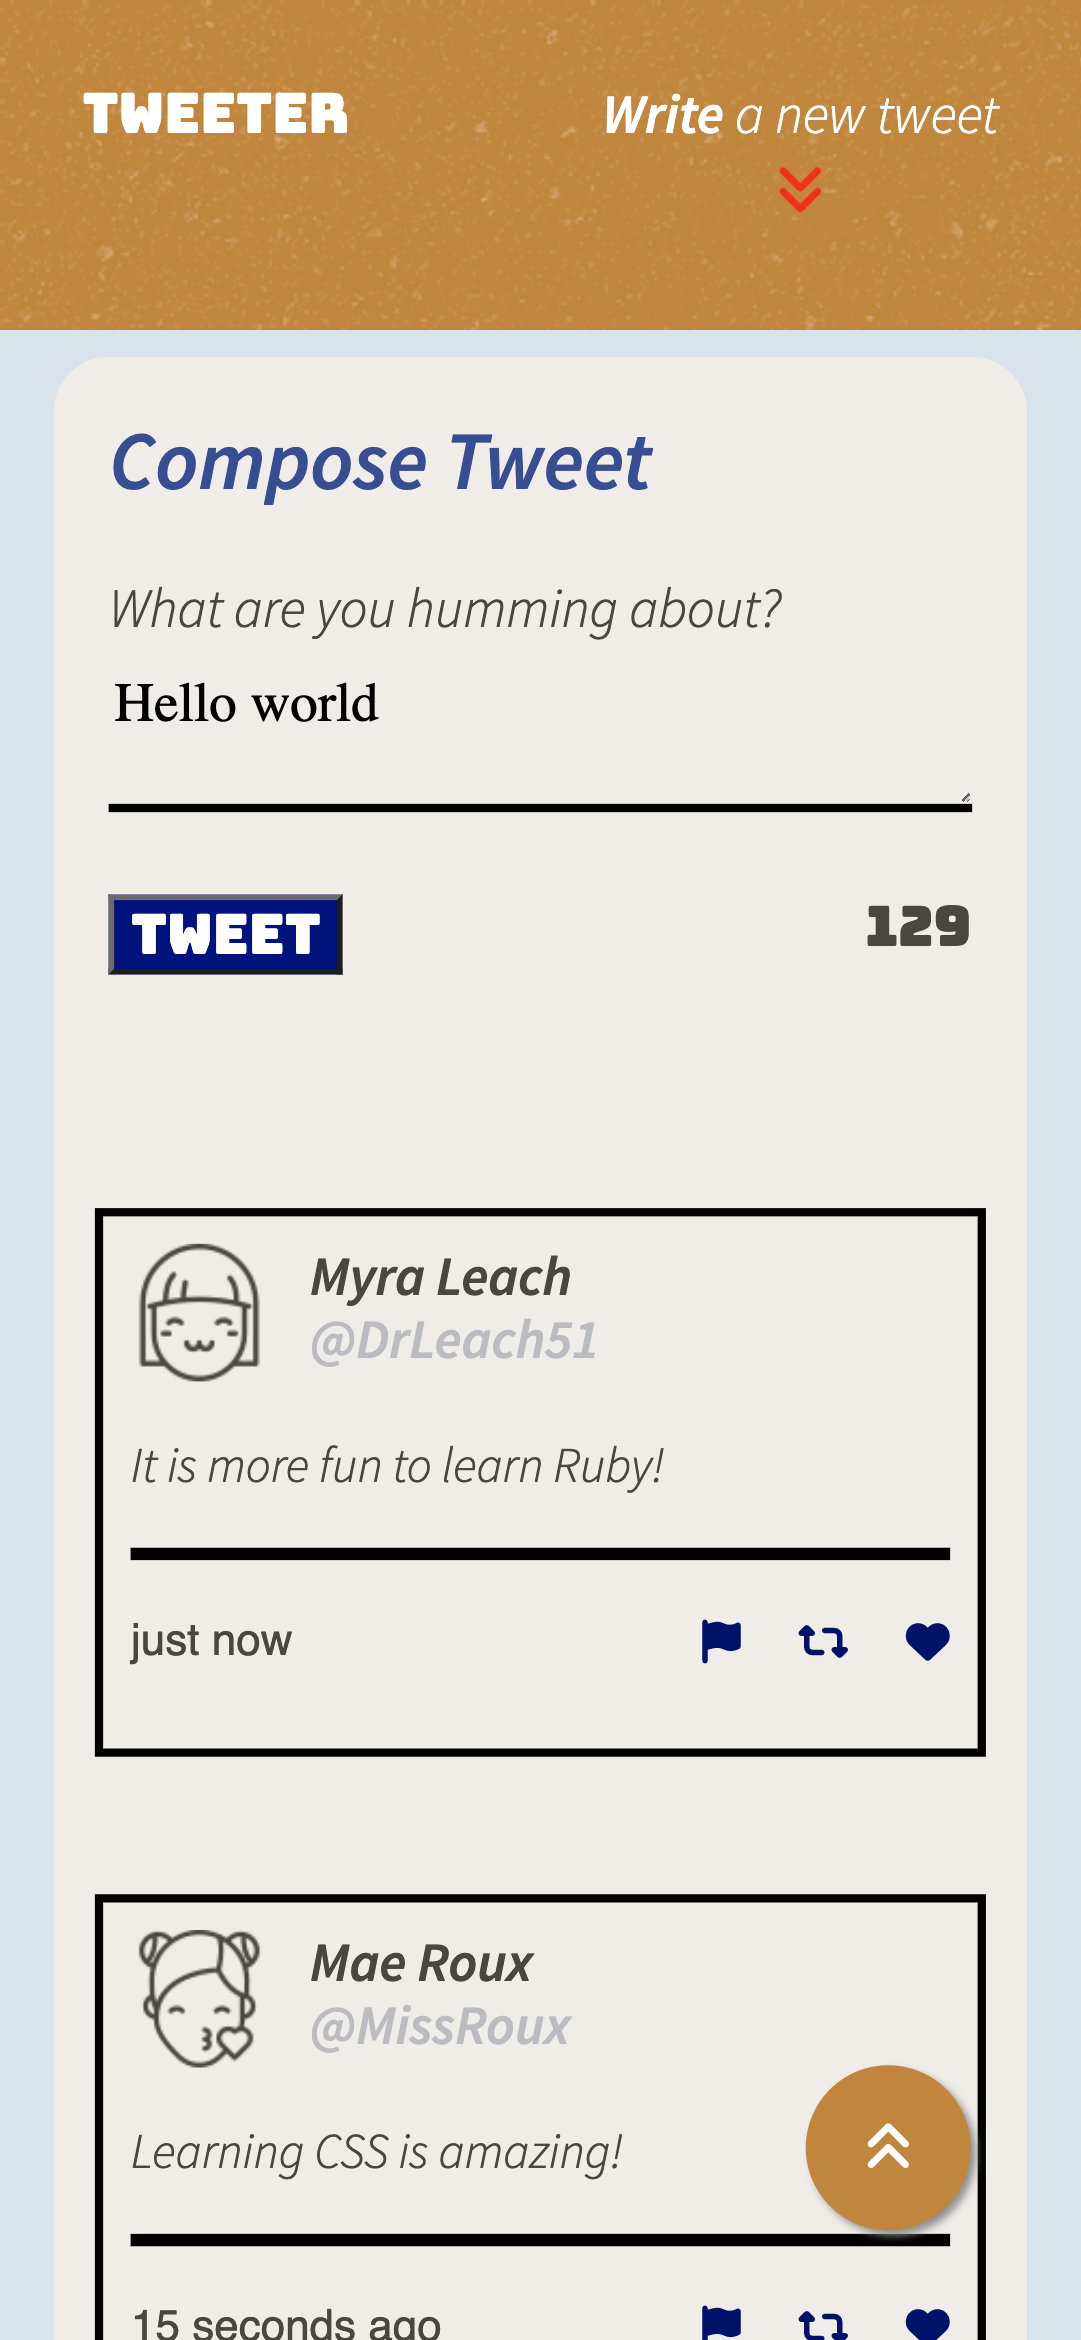 TWEETER
Write a new tweet
Compose Tweet
What are you humming about?
Hello world
TWEET
129
Myra Leach
@DrLeach51
It is more fun to learn Ruby!
just now
Mae Roux
@MissRoux
Learning CSS is amazing!
15 seconds ago